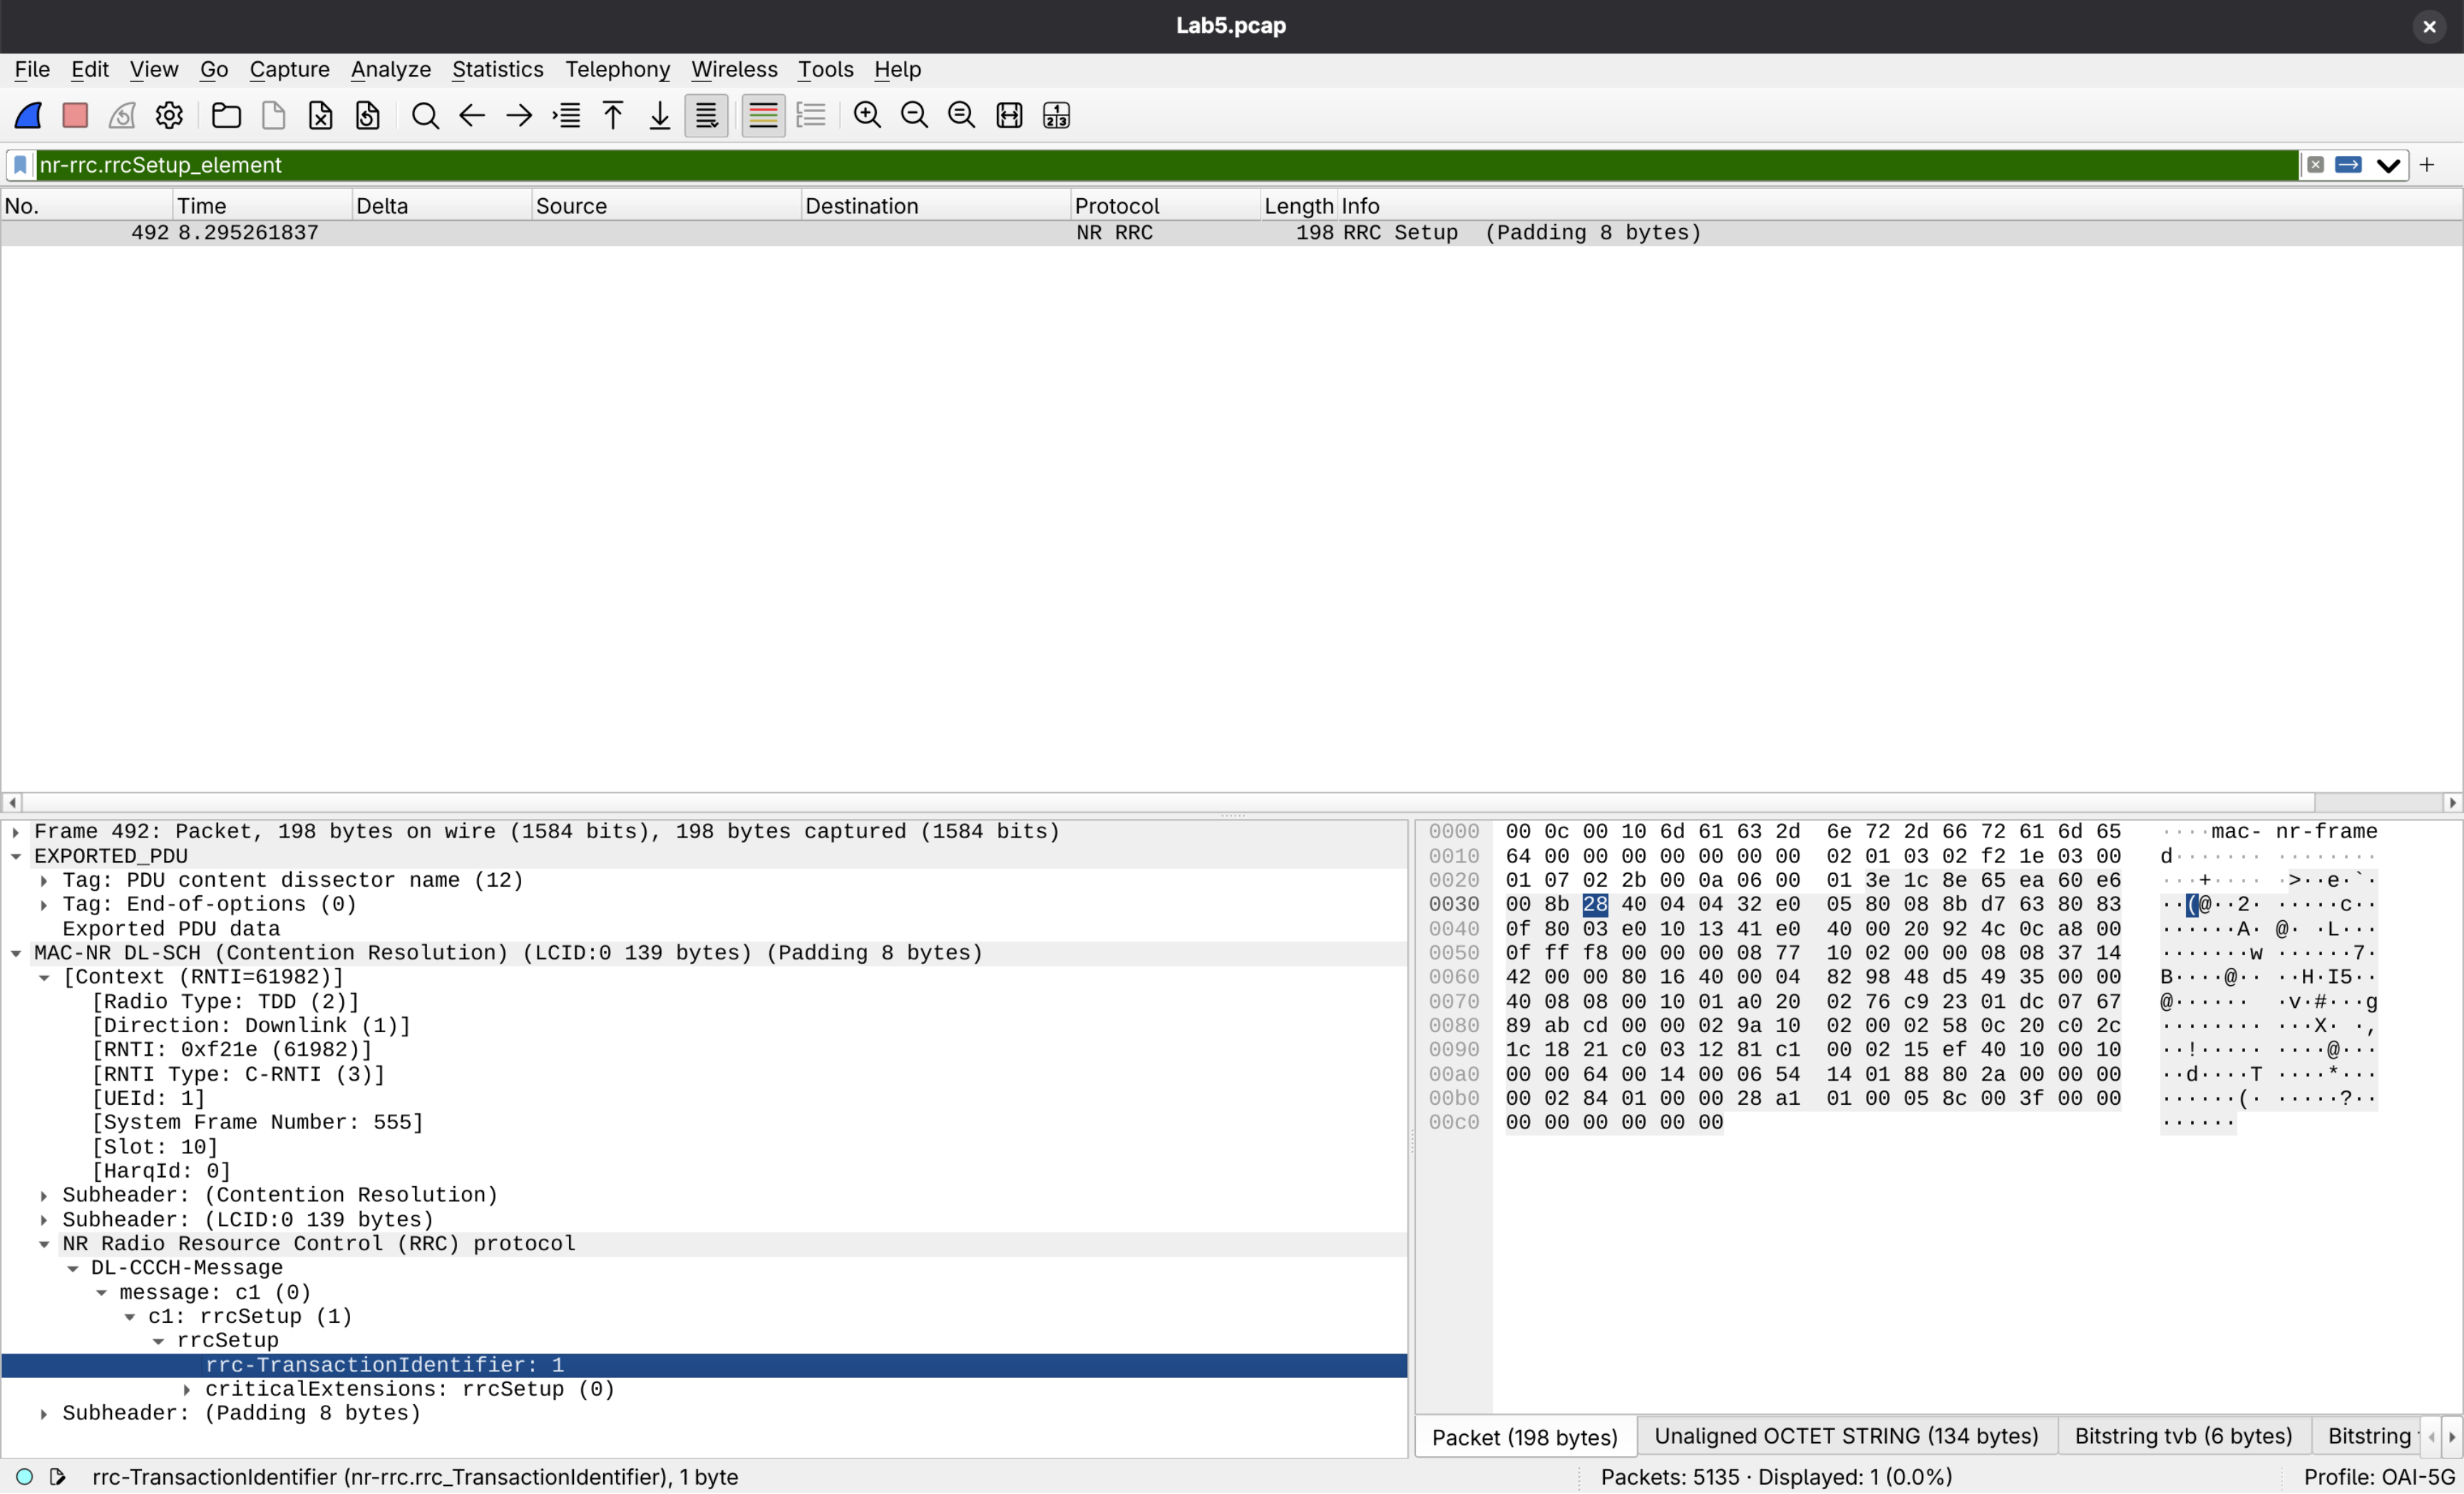 Lab5.pcap
File Edit View Go Capture Analyze Statistics Telephony Wireless Tools Help
nr-rrc.rrcSetup_element
No. Time Delta Source Destination Protocol Length Info
492 8.295261837 NR RRC 198 RRC Setup (Padding 8 bytes)
Frame 492: Packet, 198 bytes on wire (1584 bits), 198 bytes captured (1584 bits)
EXPORTED_PDU
Tag: PDU content dissector name (12)
Tag: End-of-options (0)
Exported PDU data
MAC-NR DL-SCH (Contention Resolution) (LCID:0 139 bytes) (Padding 8 bytes)
[Context (RNTI=61982)]
[Radio Type: TDD (2)]
[Direction: Downlink (1)]
[RNTI: 0xf21e (61982)]
[RNTI Type: C-RNTI (3)]
[UEId: 1]
[System Frame Number: 555]
[Slot: 10]
[HarqId: 0]
Subheader: (Contention Resolution)
Subheader: (LCID:0 139 bytes)
NR Radio Resource Control (RRC) protocol
DL-CCCH-Message
message: c1 (0)
c1: rrcSetup (1)
rrcSetup
rrc-TransactionIdentifier: 1
criticalExtensions: rrcSetup (0)
Subheader: (Padding 8 bytes)
0000 00 0c 00 10 6d 61 63 2d 6e 72 2d 66 72 61 6d 65 ····mac- nr-frame
0010 64 00 00 00 00 00 00 00 02 01 03 02 f2 1e 03 00 d······· ········
0020 01 07 02 2b 00 0a 06 00 01 3e 1c 8e 65 ea 60 e6 ···+···· ·>··e·`·
0030 00 8b 28 40 04 04 32 e0 05 80 08 8b d7 63 80 83 ··(@··2· ·····c··
0040 0f 80 03 e0 10 13 41 e0 40 00 20 92 4c 0c a8 00 ······A· @· ·L···
0050 0f ff f8 00 00 00 08 77 10 02 00 00 08 08 37 14 ·······w ······7·
0060 42 00 00 80 16 40 00 04 82 98 48 d5 49 35 00 00 B····@·· ··H·I5··
0070 40 08 08 00 10 01 a0 20 02 76 c9 23 01 dc 07 67 @······ ·v·#···g
0080 89 ab cd 00 00 02 9a 10 02 00 02 58 0c 20 c0 2c ········ ···X· ·,
0090 1c 18 21 c0 03 12 81 c1 00 02 15 ef 40 10 00 10 ··!····· ····@···
00a0 00 00 64 00 14 00 06 54 14 01 88 80 2a 00 00 00 ··d····T ····*···
00b0 00 02 84 01 00 00 28 a1 01 00 05 8c 00 3f 00 00 ······(· ·····?··
00c0 00 00 00 00 00 00 ······
Packet (198 bytes) Unaligned OCTET STRING (134 bytes) Bitstring tvb (6 bytes) Bitstring
rrc-TransactionIdentifier (nr-rrc.rrc_TransactionIdentifier), 1 byte Packets: 5135 · Displayed: 1 (0.0%) Profile: OAI-5G